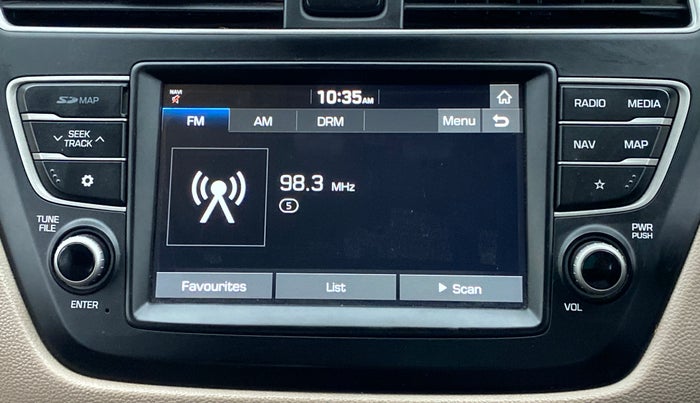 NAVI
10:35AM
SD MAP
FM AM DRM Menu
RADIO MEDIA
SEEK
TRACK
98.3 MHz
5
NAV MAP
TUNE
FILE
PWR
PUSH
Favourites List Scan
ENTER
VOL